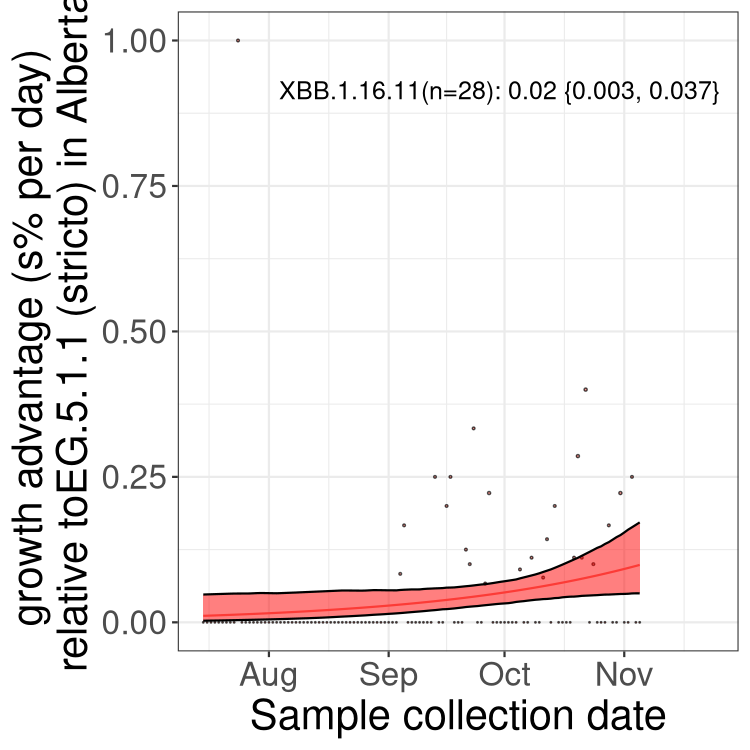 growth advantage (s% per day)
relative toEG.5.1.1 (stricto) in Alberta
1.00
0.75
0.50
0.25
0.00
XBB.1.16.11(n=28): 0.02 {0.003, 0.037}
Aug Sep Oct Nov
Sample collection date